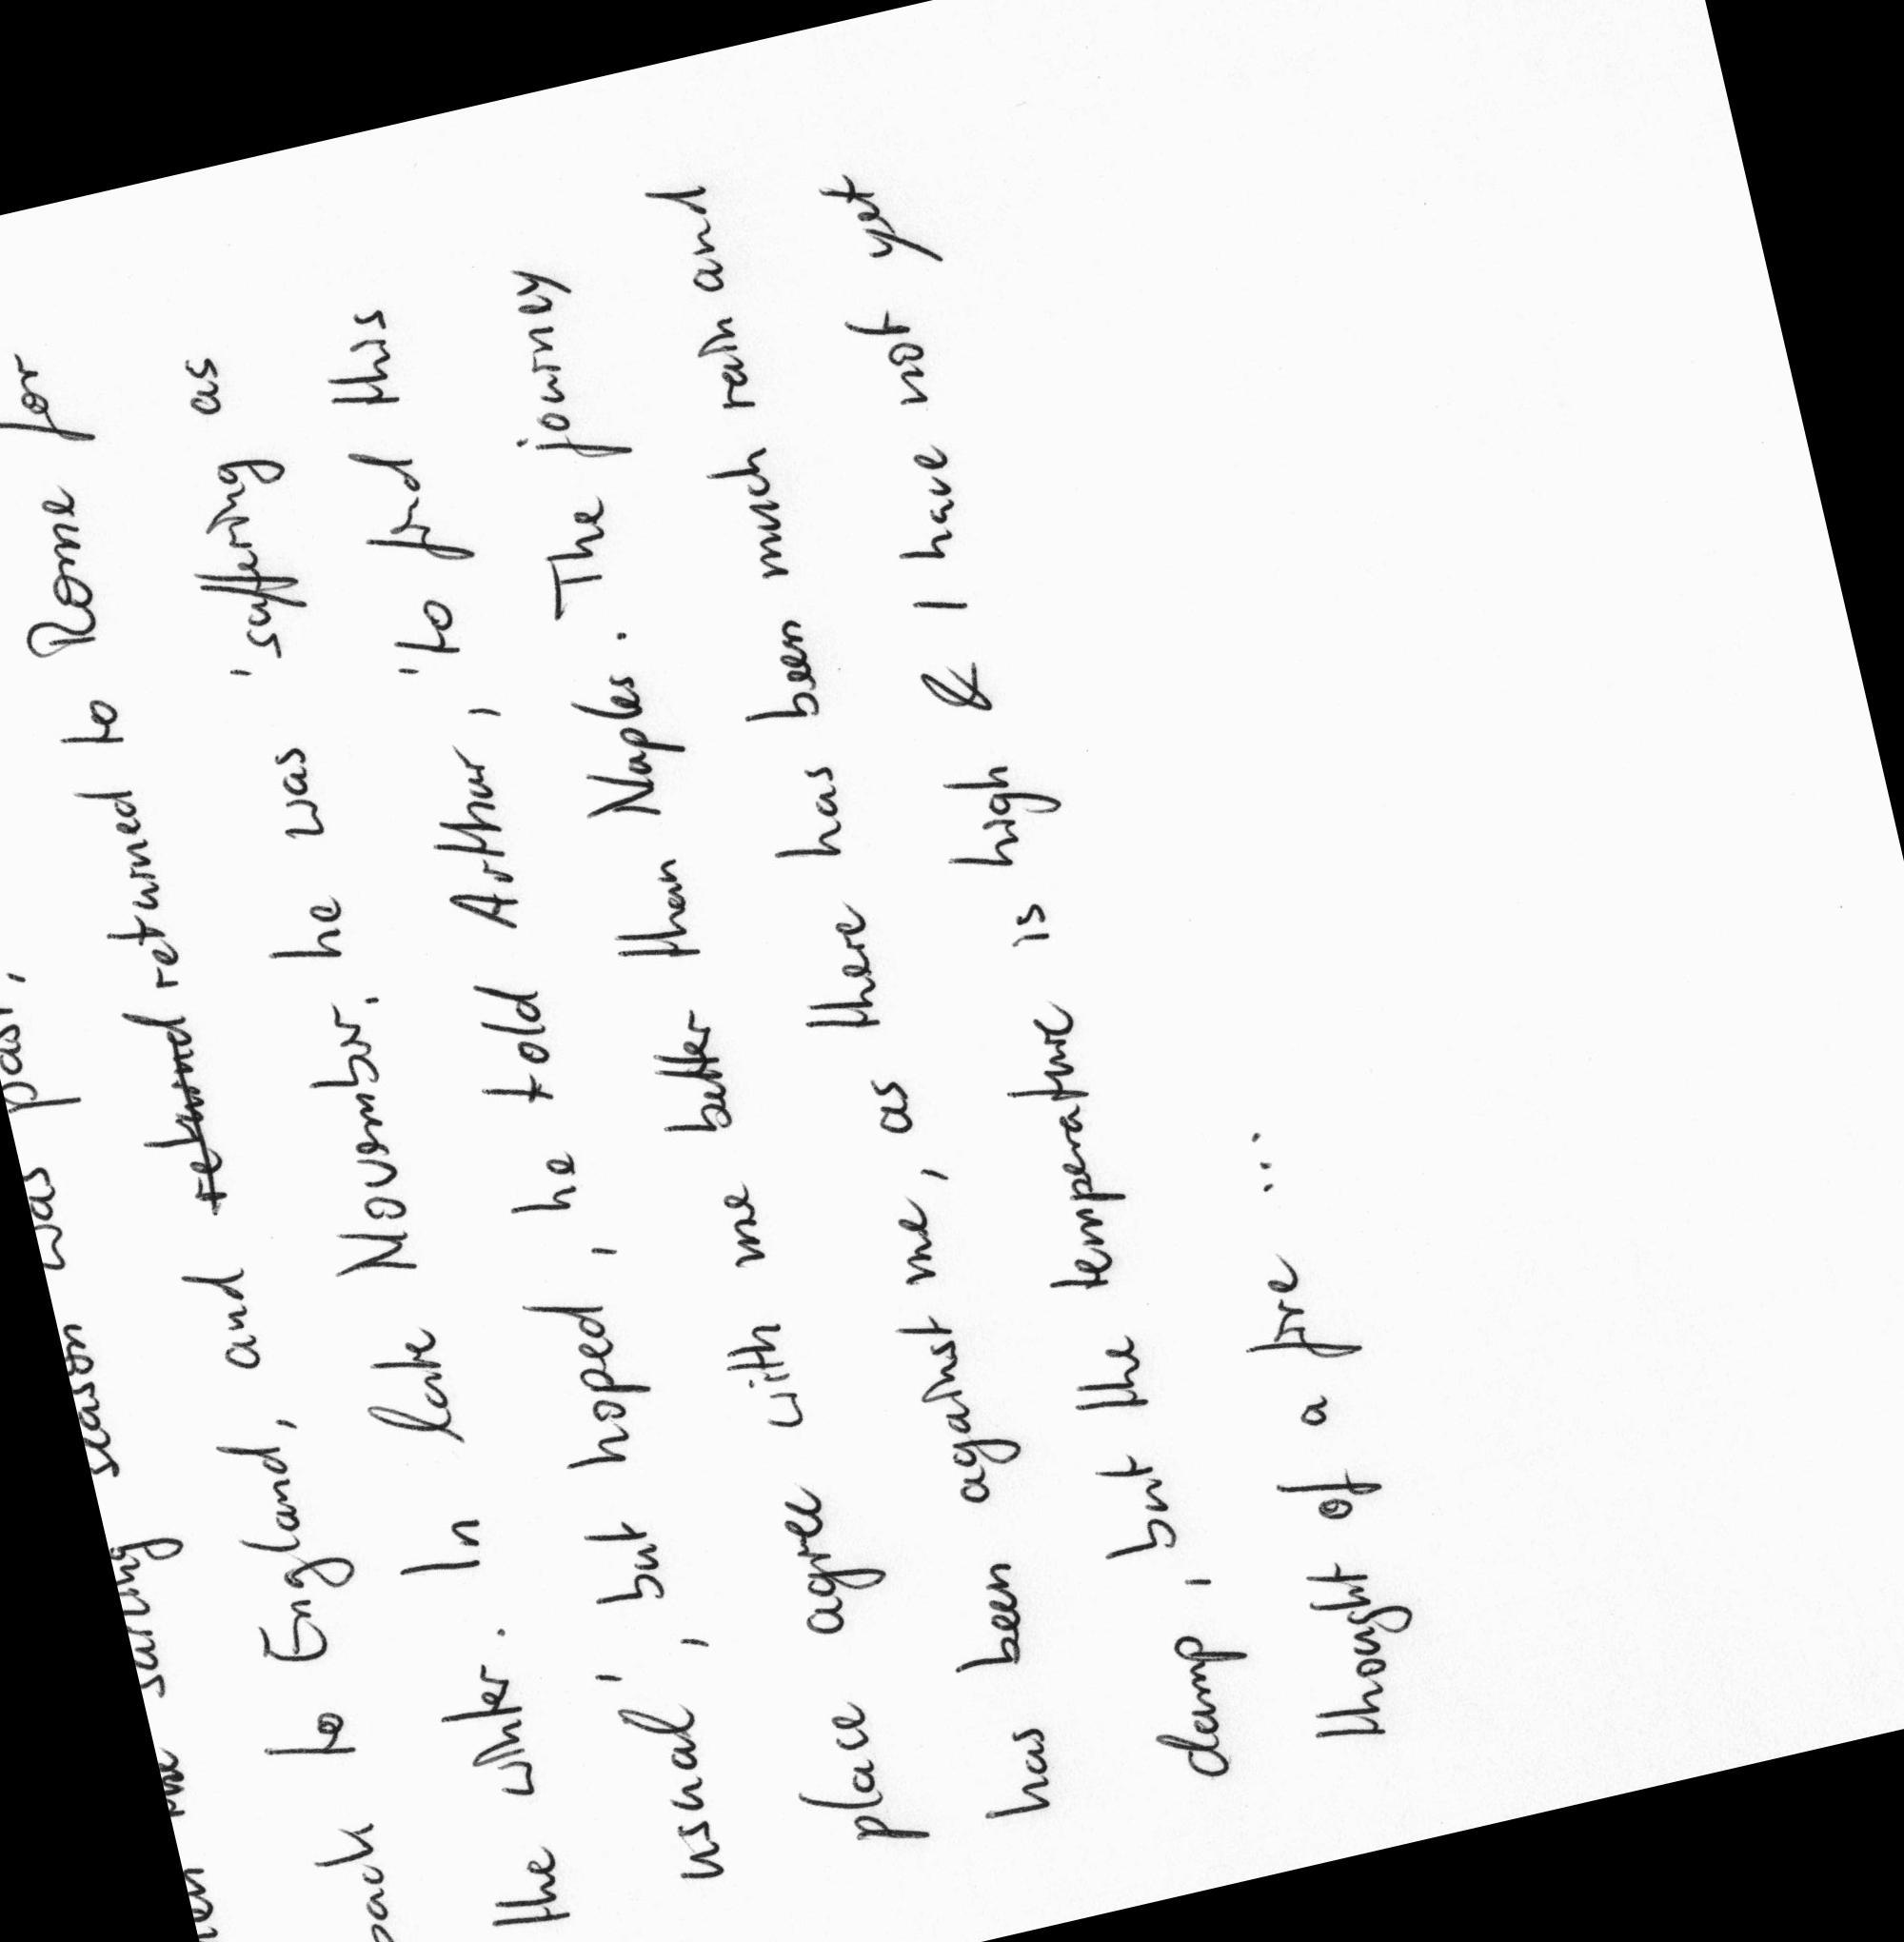 the sailing season was past,
back to England, and returned returned to Rome for
the winter. In late November, he was 'suffering as
usual', but hoped, he told Arthur, 'to find this
place agree with me better than Naples. The journey
has been against me, as there has been much rain and
damp, but the temperature is high & I have not yet
thought of a fire ...